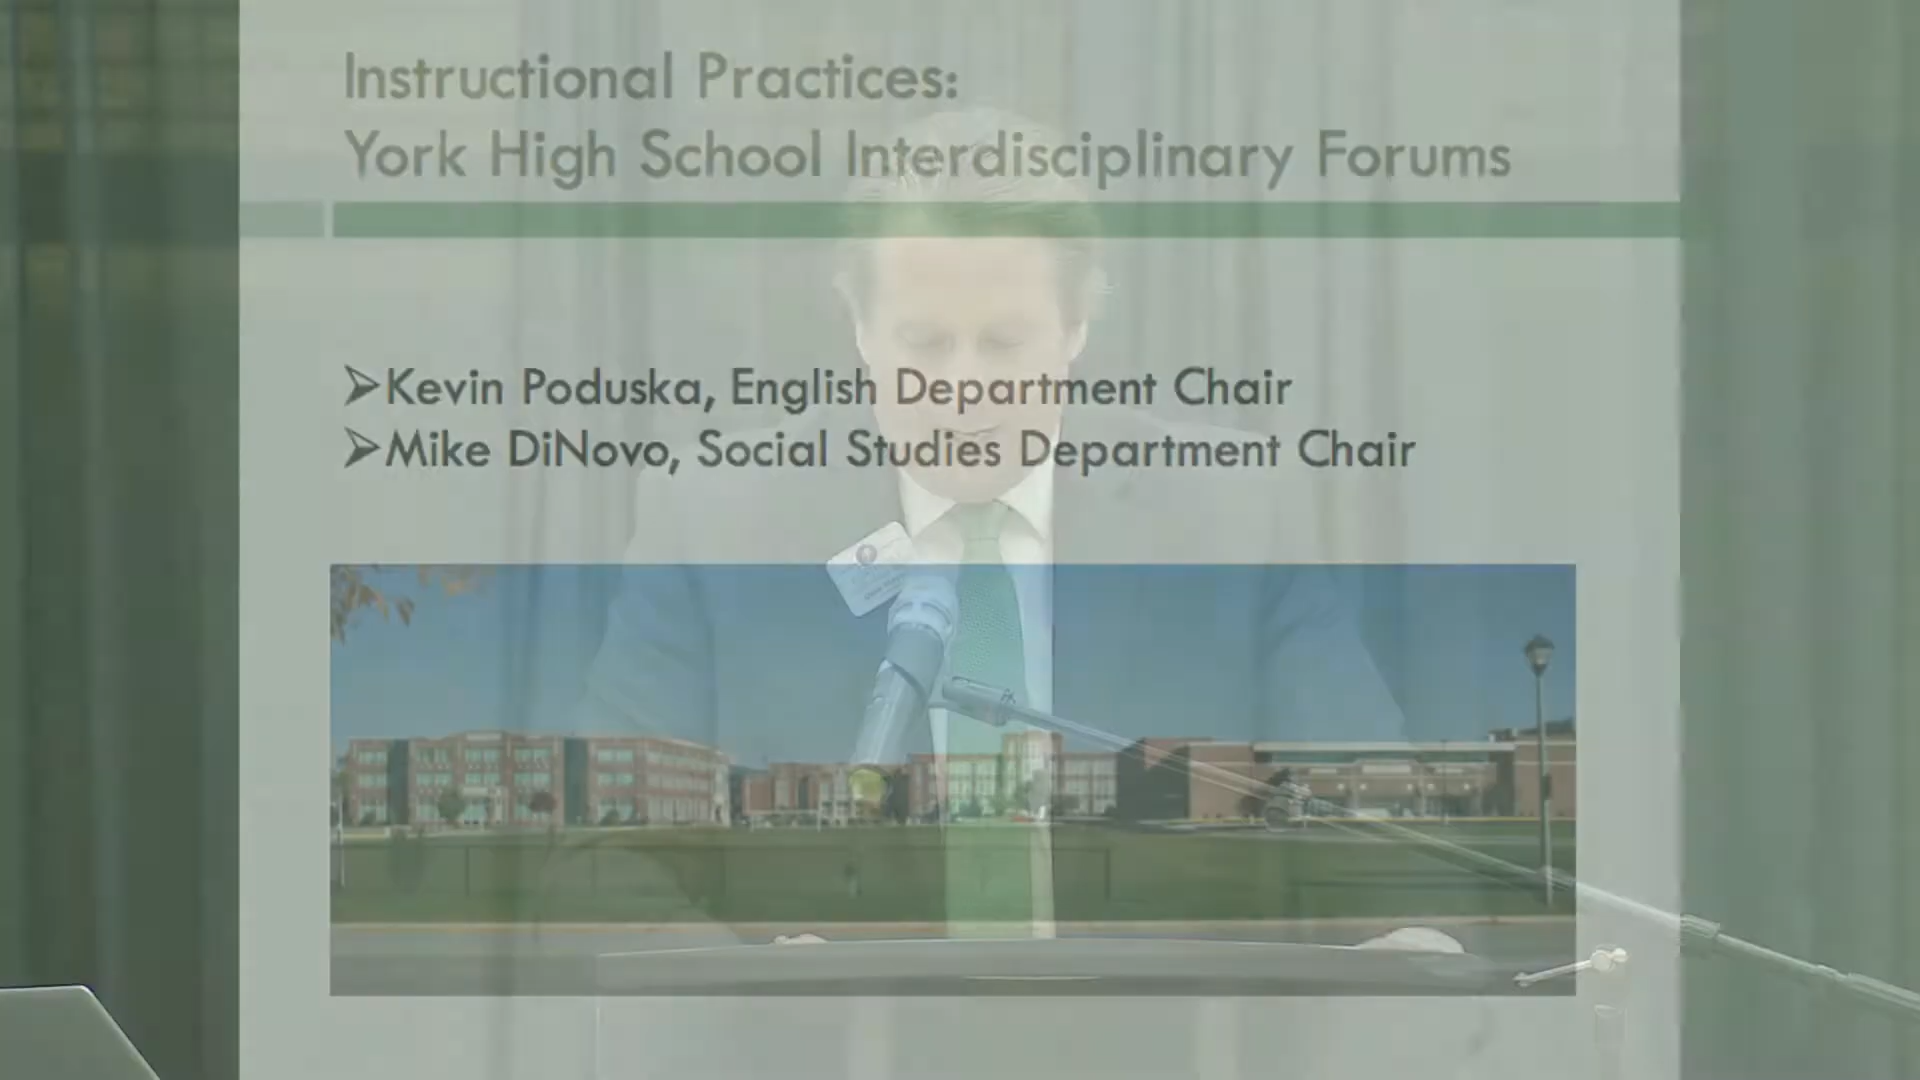 Instructional Practices:
York High School Interdisciplinary Forums
➢Kevin Poduska, English Department Chair
➢Mike DiNovo, Social Studies Department Chair